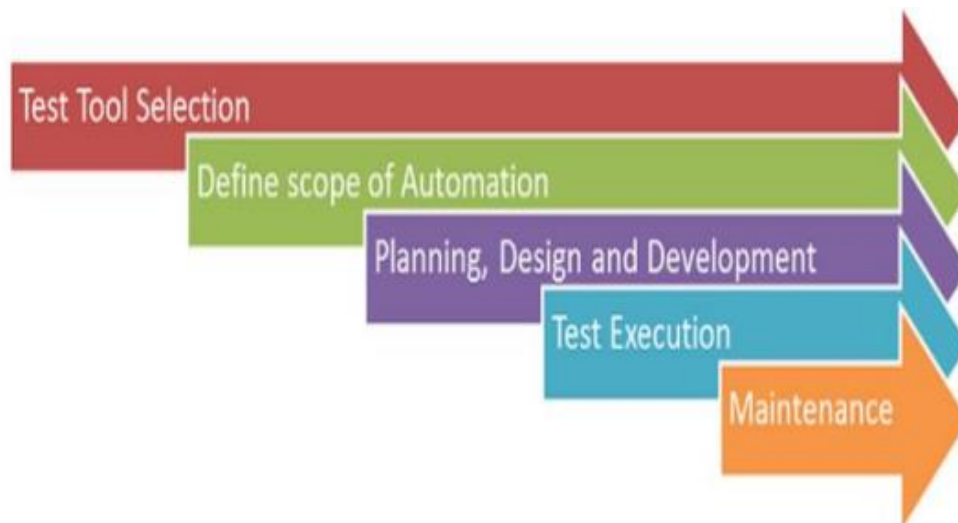 Test Tool Selection
Define scope of Automation
Planning, Design and Development
Test Execution
Maintenance